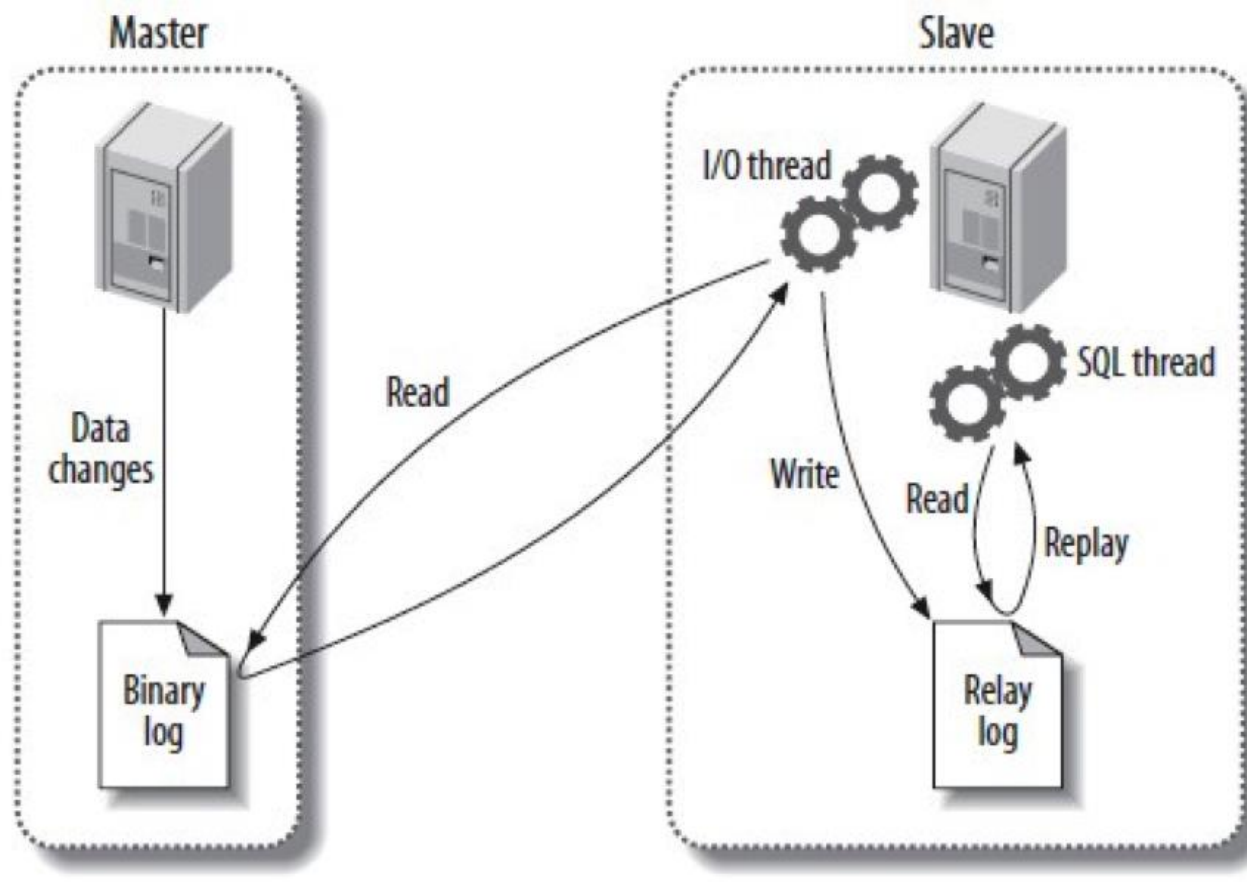 Master
Slave
I/O thread
SQL thread
Read
Data
changes
Write
Read
Replay
Binary
log
Relay
log